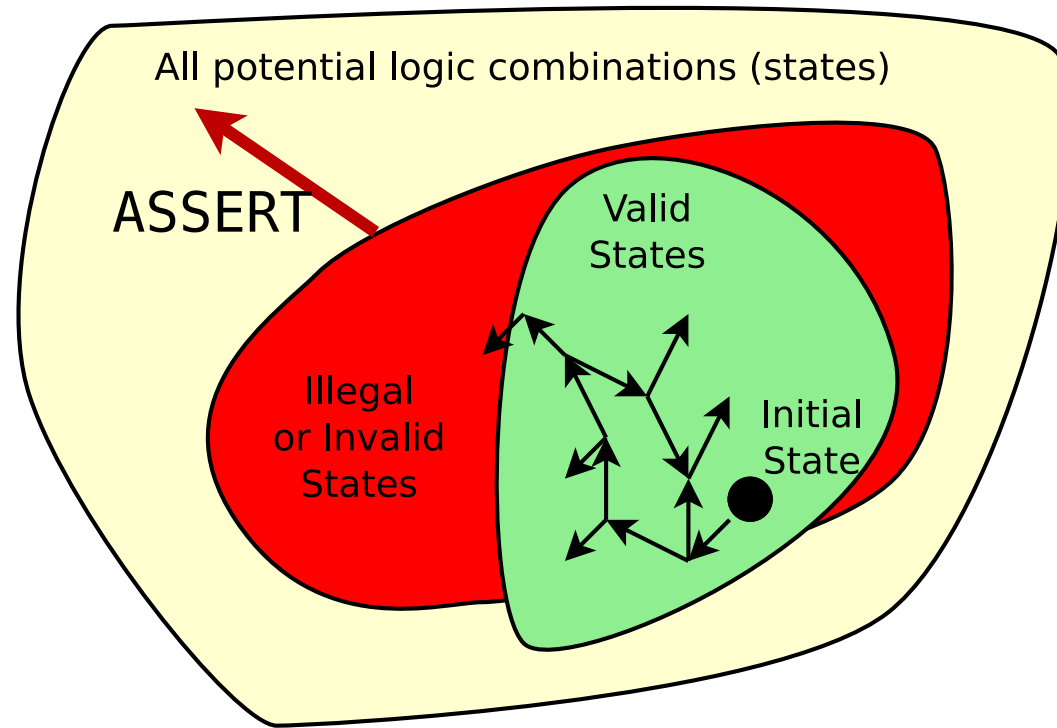 All potential logic combinations (states)
ASSERT
Valid
States
Illegal
or Invalid
States
Initial
State